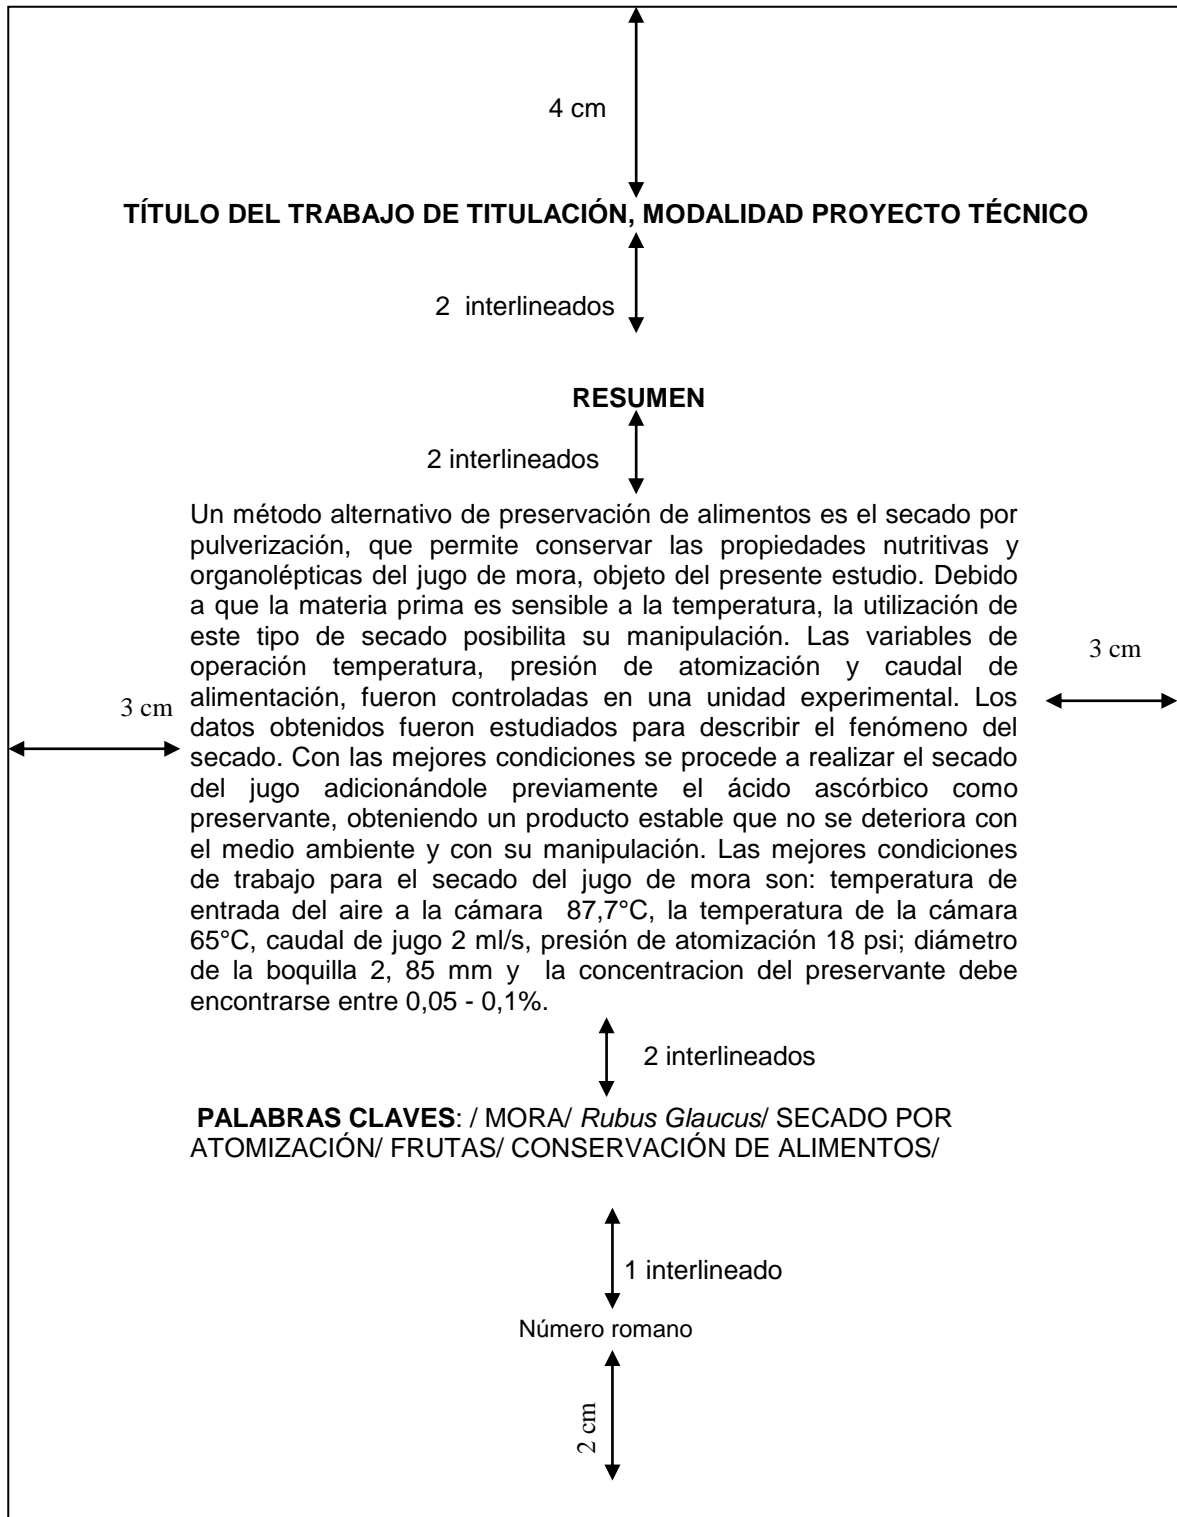 4 cm
TÍTULO DEL TRABAJO DE TITULACIÓN, MODALIDAD PROYECTO TÉCNICO
2  interlineados
RESUMEN
2 interlineados
Un método alternativo de preservación de alimentos es el secado por
pulverización, que permite conservar las propiedades nutritivas y
organolépticas del jugo de mora, objeto del presente estudio. Debido
a que la materia prima es sensible a la temperatura, la utilización de
este tipo de secado posibilita su manipulación. Las variables de
operación temperatura, presión de atomización y caudal de
alimentación, fueron controladas en una unidad experimental. Los
datos obtenidos fueron estudiados para describir el fenómeno del
secado. Con las mejores condiciones se procede a realizar el secado
del jugo adicionándole previamente el ácido ascórbico como
preservante, obteniendo un producto estable que no se deteriora con
el medio ambiente y con su manipulación. Las mejores condiciones
de trabajo para el secado del jugo de mora son: temperatura de
entrada del aire a la cámara  87,7°C, la temperatura de la cámara
65°C, caudal de jugo 2 ml/s, presión de atomización 18 psi; diámetro
de la boquilla 2, 85 mm y  la concentracion del preservante debe
encontrarse entre 0,05 - 0,1%.
3 cm
3 cm
2 interlineados
PALABRAS CLAVES: / MORA/ Rubus Glaucus/ SECADO POR
ATOMIZACIÓN/ FRUTAS/ CONSERVACIÓN DE ALIMENTOS/
1 interlineado
Número romano
2 cm